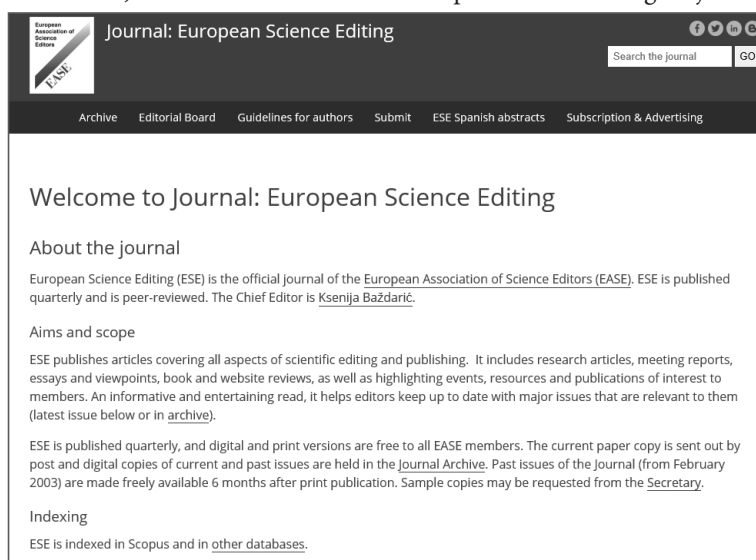 European
Association of
Science
Editors
EASE
Journal: European Science Editing
Search the journal
GO
Archive Editorial Board Guidelines for authors Submit ESE Spanish abstracts Subscription & Advertising
Welcome to Journal: European Science Editing
About the journal
European Science Editing (ESE) is the official journal of the European Association of Science Editors (EASE). ESE is published
quarterly and is peer-reviewed. The Chief Editor is Ksenija Baždarić.
Aims and scope
ESE publishes articles covering all aspects of scientific editing and publishing. It includes research articles, meeting reports,
essays and viewpoints, book and website reviews, as well as highlighting events, resources and publications of interest to
members. An informative and entertaining read, it helps editors keep up to date with major issues that are relevant to them
(latest issue below or in archive).
ESE is published quarterly, and digital and print versions are free to all EASE members. The current paper copy is sent out by
post and digital copies of current and past issues are held in the Journal Archive. Past issues of the Journal (from February
2003) are made freely available 6 months after print publication. Sample copies may be requested from the Secretary.
Indexing
ESE is indexed in Scopus and in other databases.